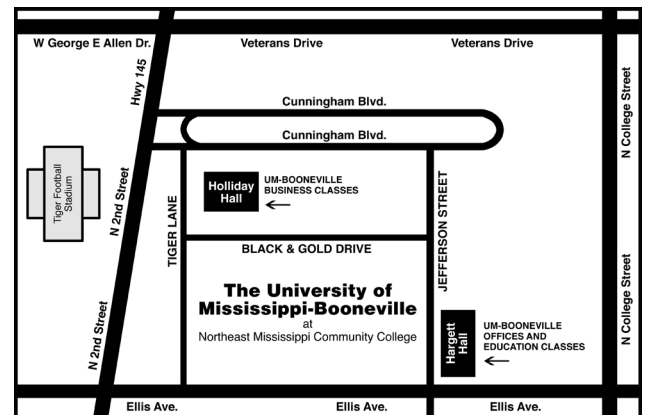 W George E Allen Dr.
Veterans Drive
Veterans Drive
Hwy 145
Cunningham Blvd.
Cunningham Blvd.
N College Street
Tiger Football
Stadium
N 2nd Street
TIGER LANE
Holliday
Hall
UM-BOONEVILLE
BUSINESS CLASSES
JEFFERSON STREET
BLACK & GOLD DRIVE
The University of
Mississippi-Booneville
at
Northeast Mississippi Community College
N 2nd Street
Hargett
Hall
UM-BOONEVILLE
OFFICES AND
EDUCATION CLASSES
N College Street
Ellis Ave.
Ellis Ave.
Ellis Ave.